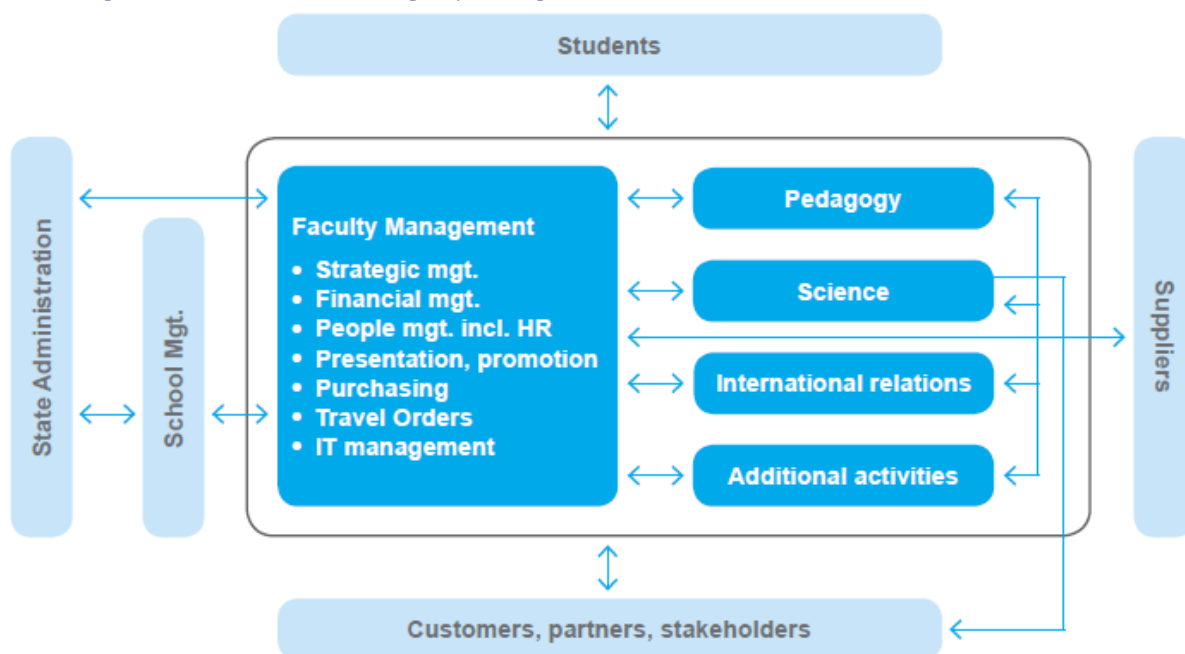 Students
State Administration
School Mgt.
Faculty Management
• Strategic mgt.
• Financial mgt.
• People mgt. incl. HR
• Presentation, promotion
• Purchasing
• Travel Orders
• IT management
Pedagogy
Science
International relations
Additional activities
Suppliers
Customers, partners, stakeholders